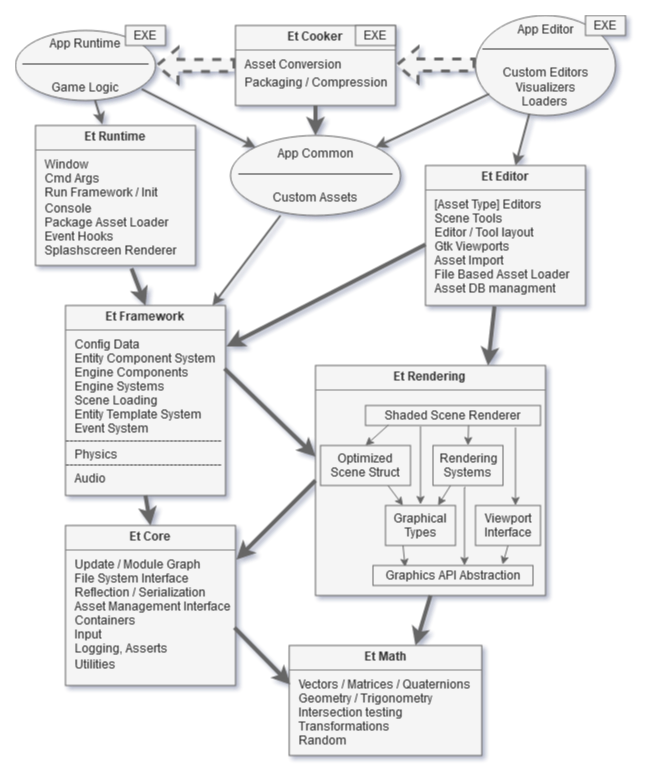 App Runtime
EXE
Game Logic
Et Cooker
EXE
Asset Conversion
Packaging / Compression
App Editor
EXE
Custom Editors
Visualizers
Loaders
Et Runtime
Window
Cmd Args
Run Framework / Init
Console
Package Asset Loader
Event Hooks
Splashscreen Renderer
App Common
Custom Assets
Et Editor
[Asset Type] Editors
Scene Tools
Editor / Tool layout
Gtk Viewports
Asset Import
File Based Asset Loader
Asset DB managment
Et Framework
Config Data
Entity Component System
Engine Components
Engine Systems
Scene Loading
Entity Template System
Event System
Physics
Audio
Et Rendering
Shaded Scene Renderer
Optimized
Scene Struct
Rendering
Systems
Graphical
Types
Viewport
Interface
Graphics API Abstraction
Et Core
Update / Module Graph
File System Interface
Reflection / Serialization
Asset Management Interface
Containers
Input
Logging, Asserts
Utilities
Et Math
Vectors / Matrices / Quaternions
Geometry / Trigonometry
Intersection testing
Transformations
Random